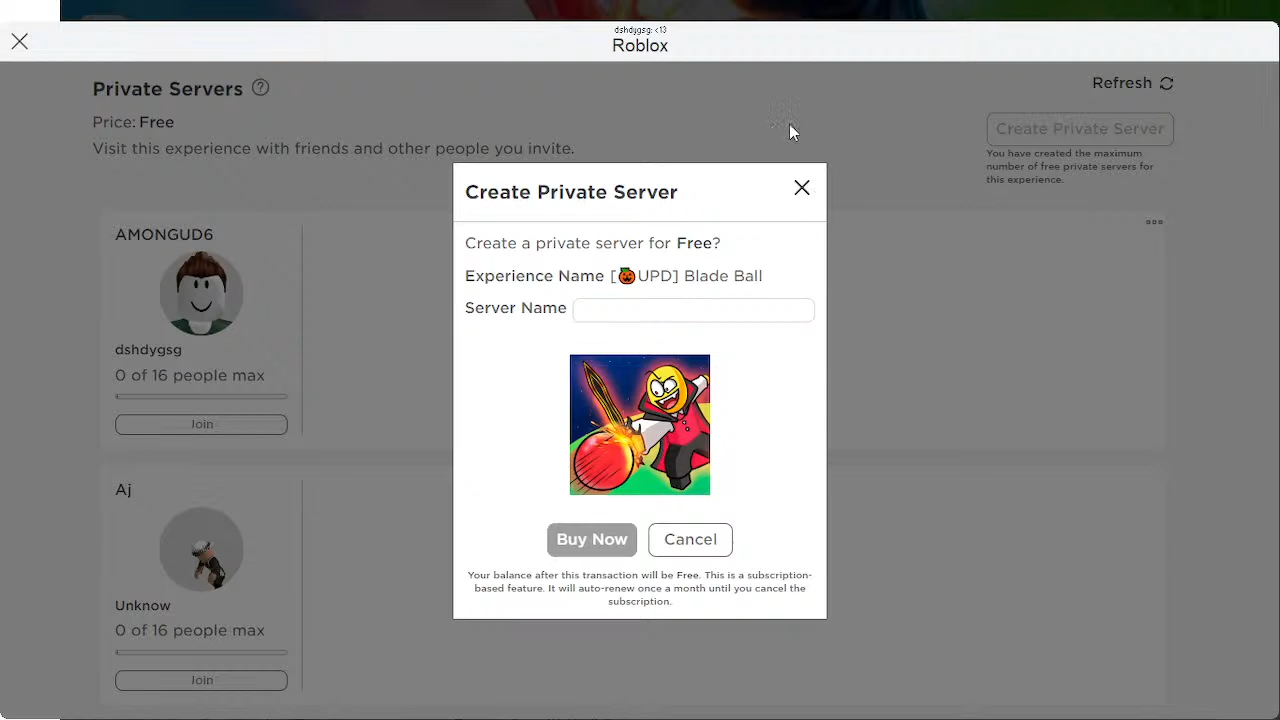 dshdygsg: <13
Roblox
Private Servers
Refresh
Price: Free
Create Private Server
Visit this experience with friends and other people you invite.
You have created the maximum
number of free private servers for
this experience.
Create Private Server
Create a private server for Free?
Experience Name [🎃UPD] Blade Ball
Server Name
Buy Now
Cancel
Your balance after this transaction will be Free. This is a subscription-
based feature. It will auto-renew once a month until you cancel the
subscription.
AMONGUD6
dshdygsg
0 of 16 people max
Join
Aj
Unknow
0 of 16 people max
Join